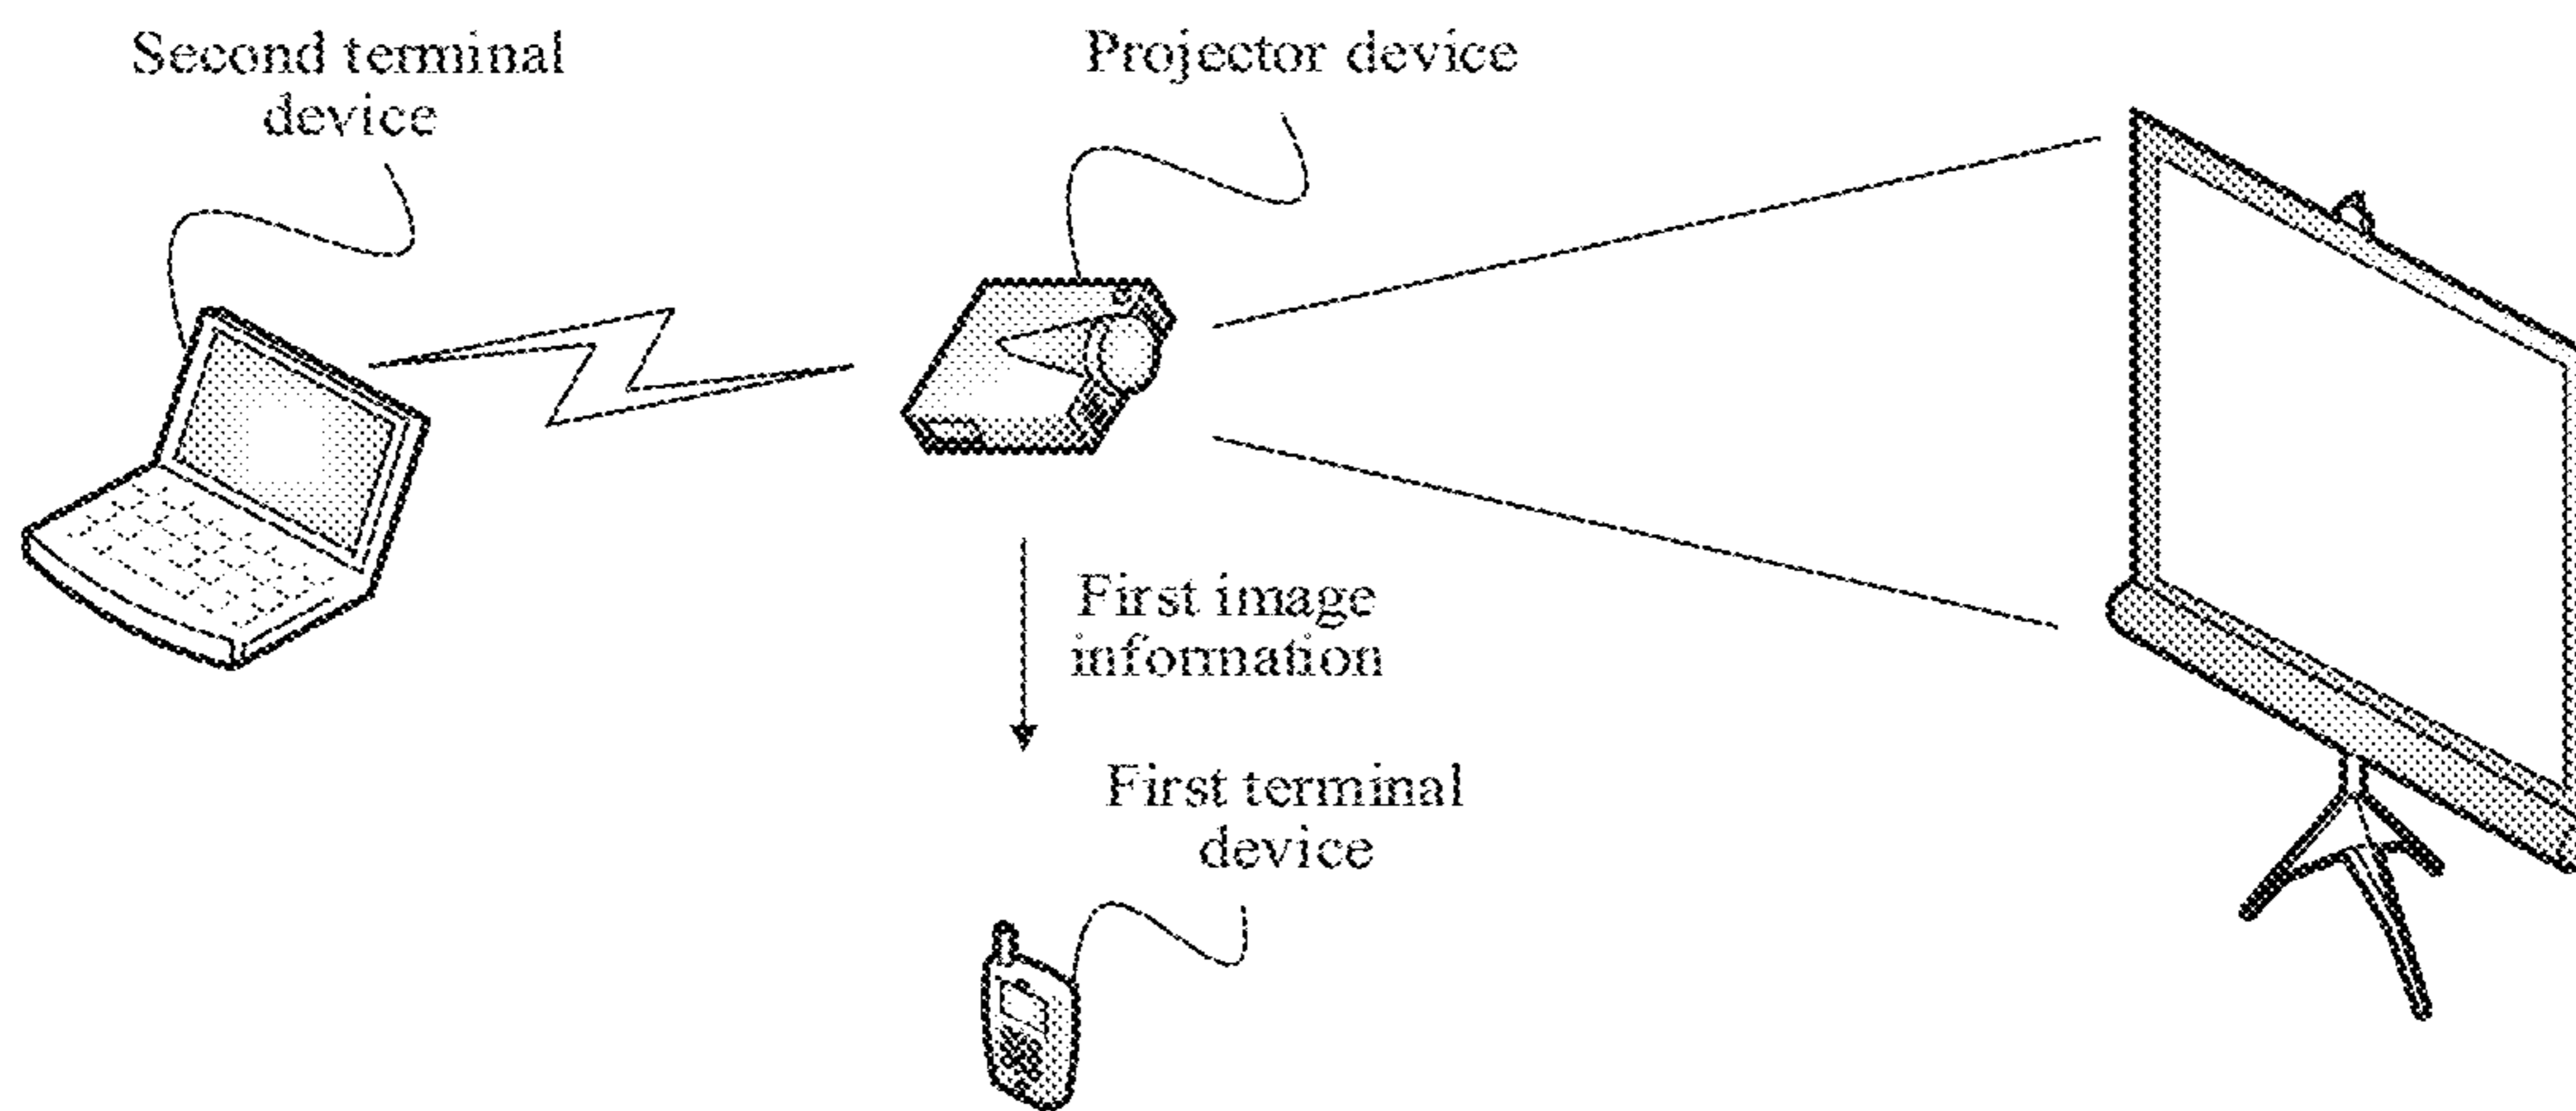 Second terminal
device
Projector device
First image
information
First terminal
device